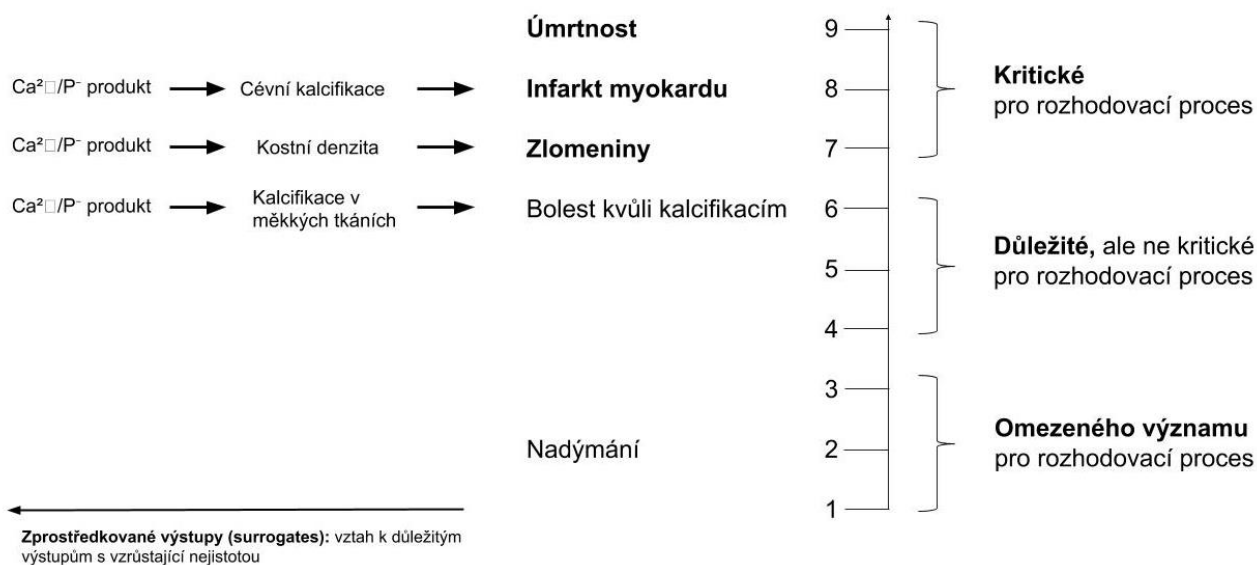 Úmrtnost 9
Ca²□/P⁻ produkt Cévní kalcifikace Infarkt myokardu 8
Kritické
pro rozhodovací proces
Ca²□/P⁻ produkt Kostní denzita Zlomeniny 7
Ca²□/P⁻ produkt Kalcifikace v
měkkých tkáních
Bolest kvůli kalcifikacím 6
5
4
Důležité, ale ne kritické
pro rozhodovací proces
3
Nadýmání 2
1
Omezeného významu
pro rozhodovací proces
Zprostředkované výstupy (surrogates): vztah k důležitým
výstupům s vzrůstající nejistotou